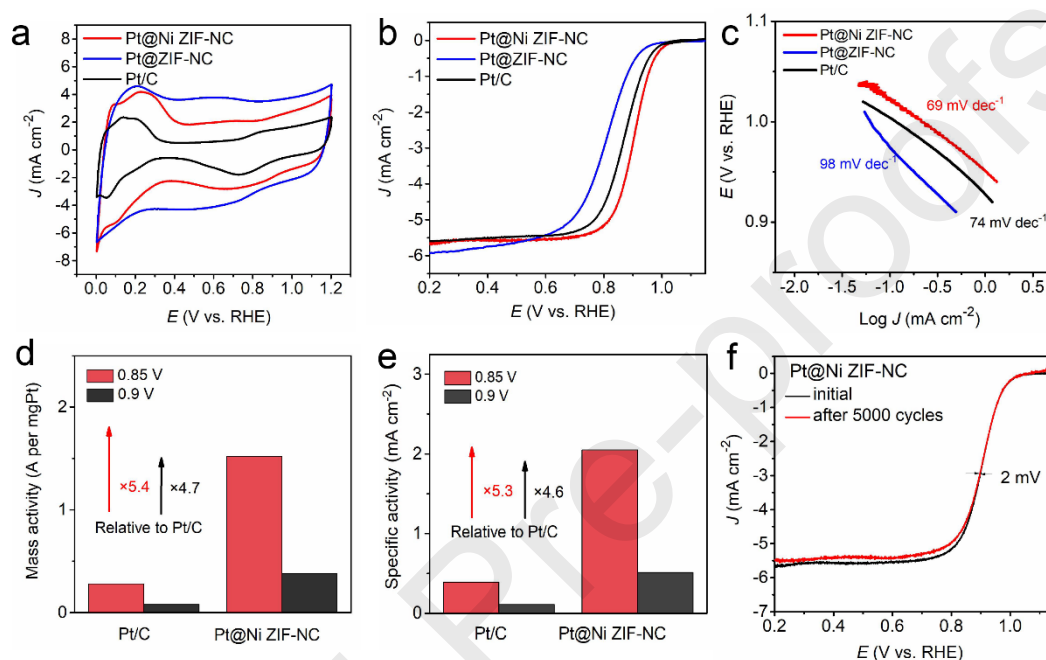 a
Pt@Ni ZIF-NC
Pt@ZIF-NC
Pt/C
8
6
4
2
0
-2
-4
-6
-8
J (mA cm⁻²)
0.0 0.2 0.4 0.6 0.8 1.0 1.2
E (V vs. RHE)
b
Pt@Ni ZIF-NC
Pt@ZIF-NC
Pt/C
0
-1
-2
-3
-4
-5
-6
J (mA cm⁻²)
0.2 0.4 0.6 0.8 1.0
E (V vs. RHE)
c
Pt@Ni ZIF-NC
Pt@ZIF-NC
Pt/C
1.1
1.0
0.9
E (V vs. RHE)
69 mV dec⁻¹
98 mV dec⁻¹
74 mV dec⁻¹
-2.0 -1.5 -1.0 -0.5 0.0 0.5
Log J (mA cm⁻²)
d
0.85 V
0.9 V
2
1
0
Mass activity (A per mgPt)
×5.4
×4.7
Relative to Pt/C
Pt/C Pt@Ni ZIF-NC
e
0.85 V
0.9 V
3
2
1
0
Specific activity (mA cm⁻²)
×5.3
×4.6
Relative to Pt/C
Pt/C Pt@Ni ZIF-NC
f
Pt@Ni ZIF-NC
initial
after 5000 cycles
0
-1
-2
-3
-4
-5
-6
-7
J (mA cm⁻²)
2 mV
0.2 0.4 0.6 0.8 1.0
E (V vs. RHE)
Pre-proofs